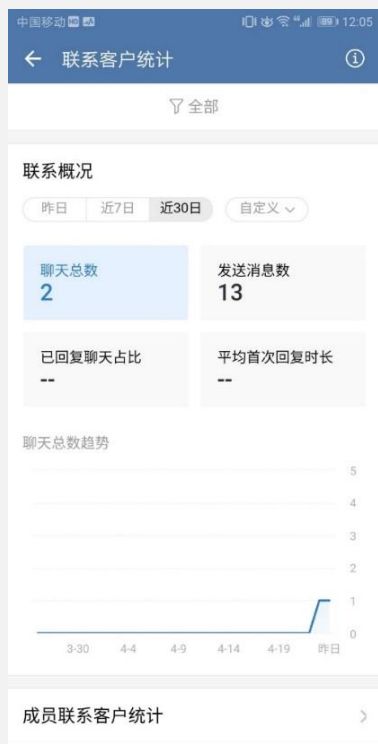 中国移动 HD 89 12:05
联系客户统计
全部
联系概况
昨日 近7日 近30日 自定义
聊天总数 发送消息数
2 13
已回复聊天占比 平均首次回复时长
-- --
聊天总数趋势
5
4
3
2
1
0
3-30 4-4 4-9 4-14 4-19 昨日
成员联系客户统计